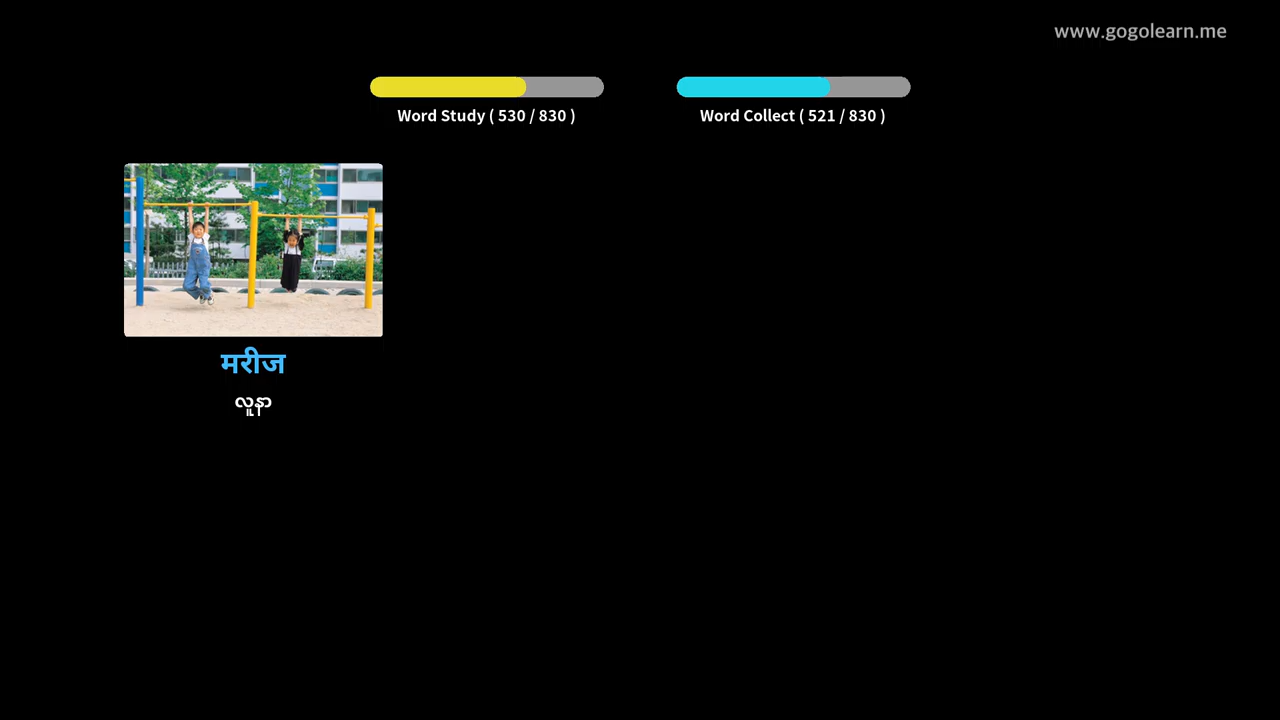 www.gogolearn.me
Word Study ( 530 / 830 )
Word Collect ( 521 / 830 )
मरीज
လူနာ